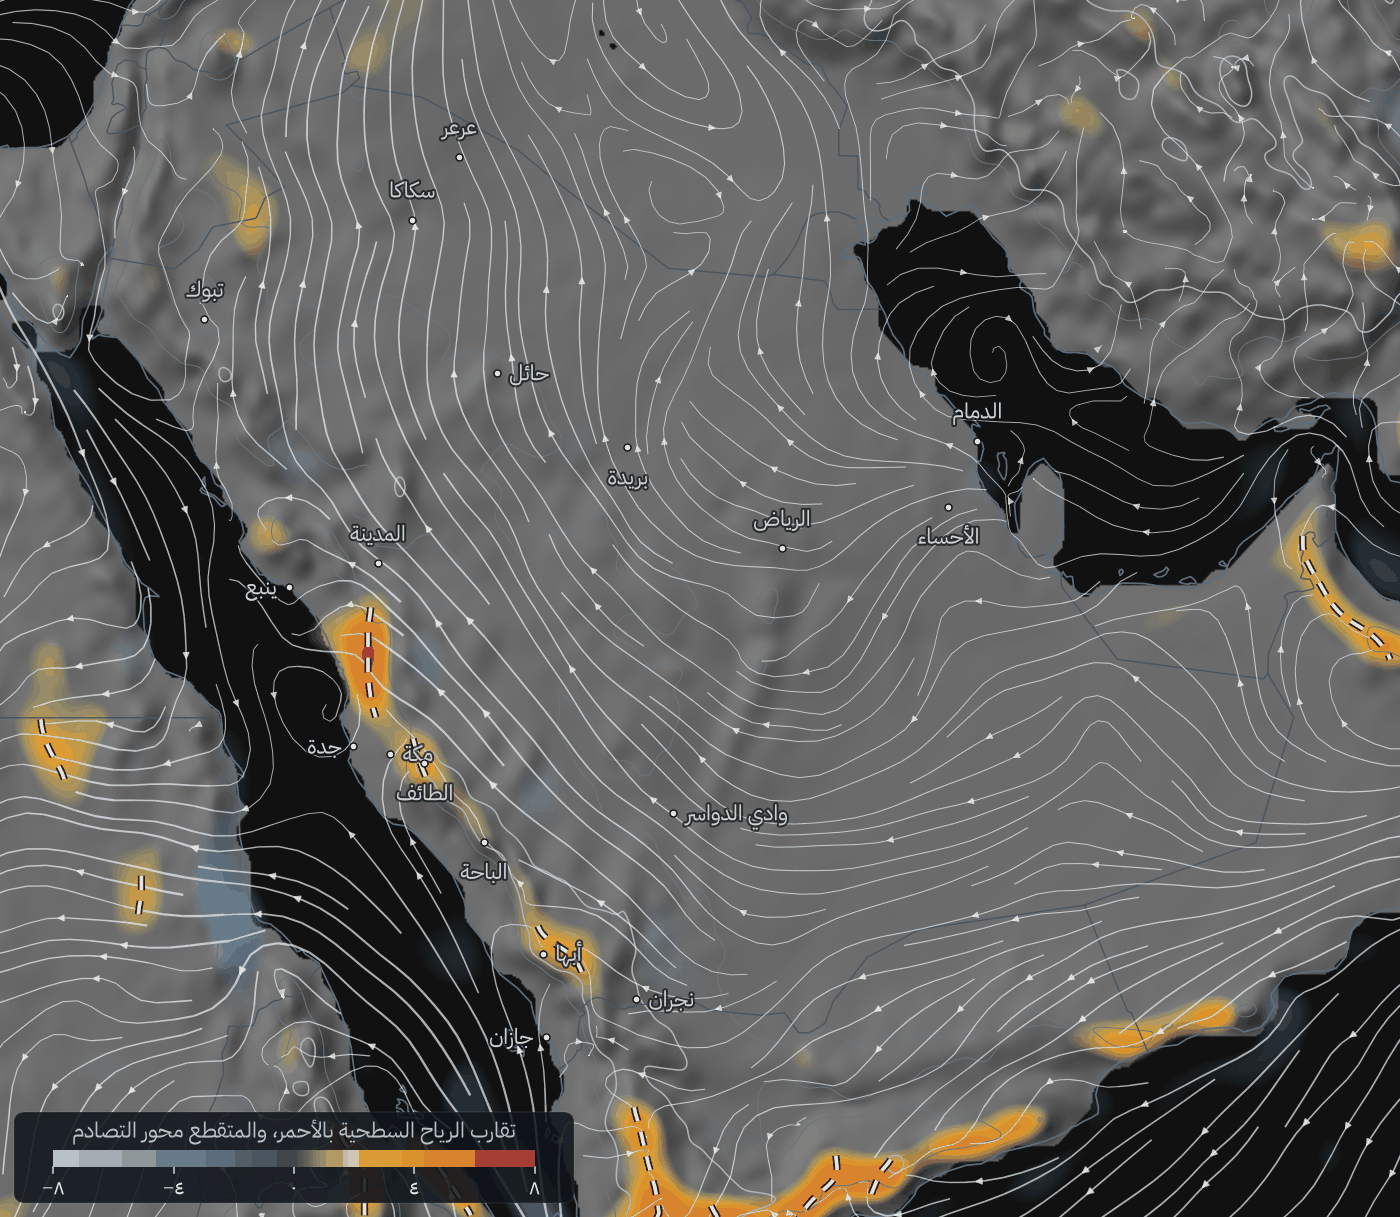 عرعر
سكاكا
تبوك
حائل
الدمام
بريدة
الرياض
الأحساء
المدينة
ينبع
جدة
مكة
الطائف
وادي الدواسر
الباحة
أبها
نجران
جازان
تقارب الرياح السطحية بالأحمر، والمتقطع محور التصادم
−٨ −٤ ٠ ٤ ٨